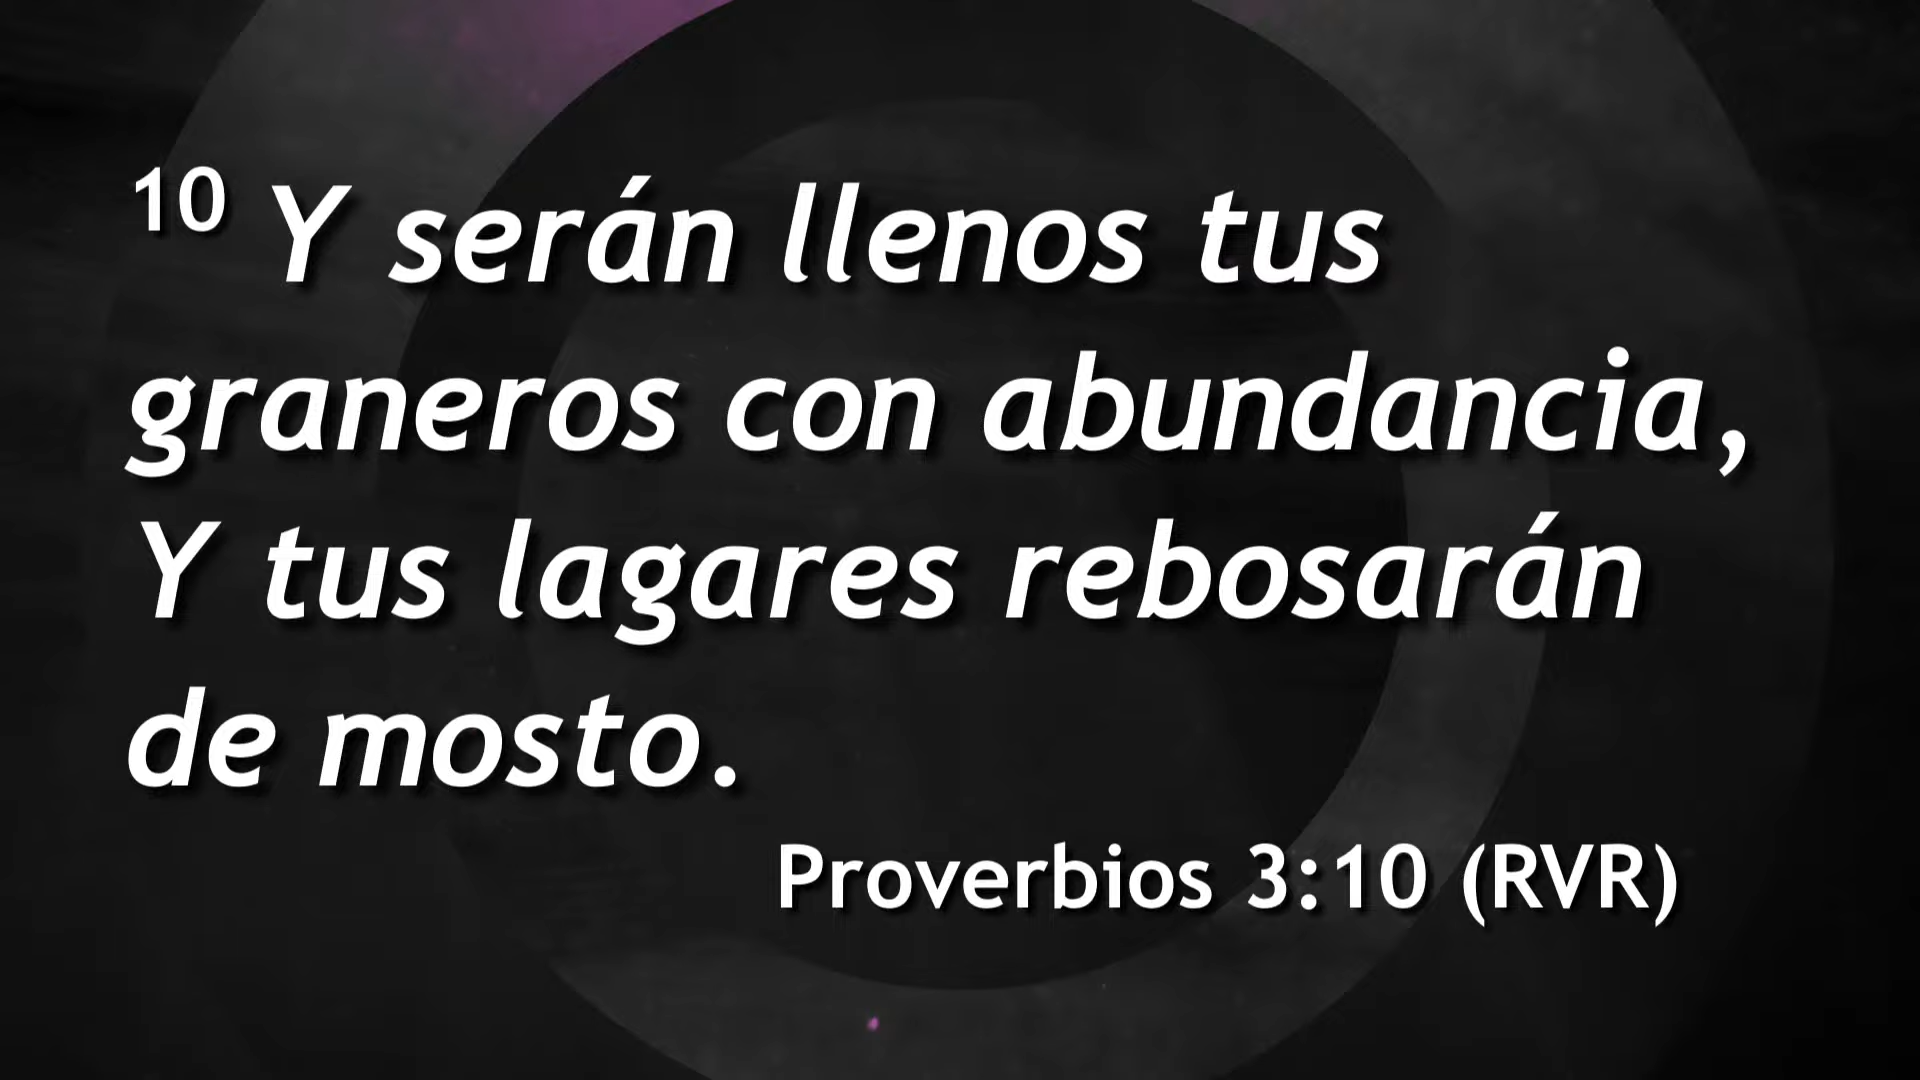 10 Y serán llenos tus
graneros con abundancia,
Y tus lagares rebosarán
de mosto.
Proverbios 3:10 (RVR)